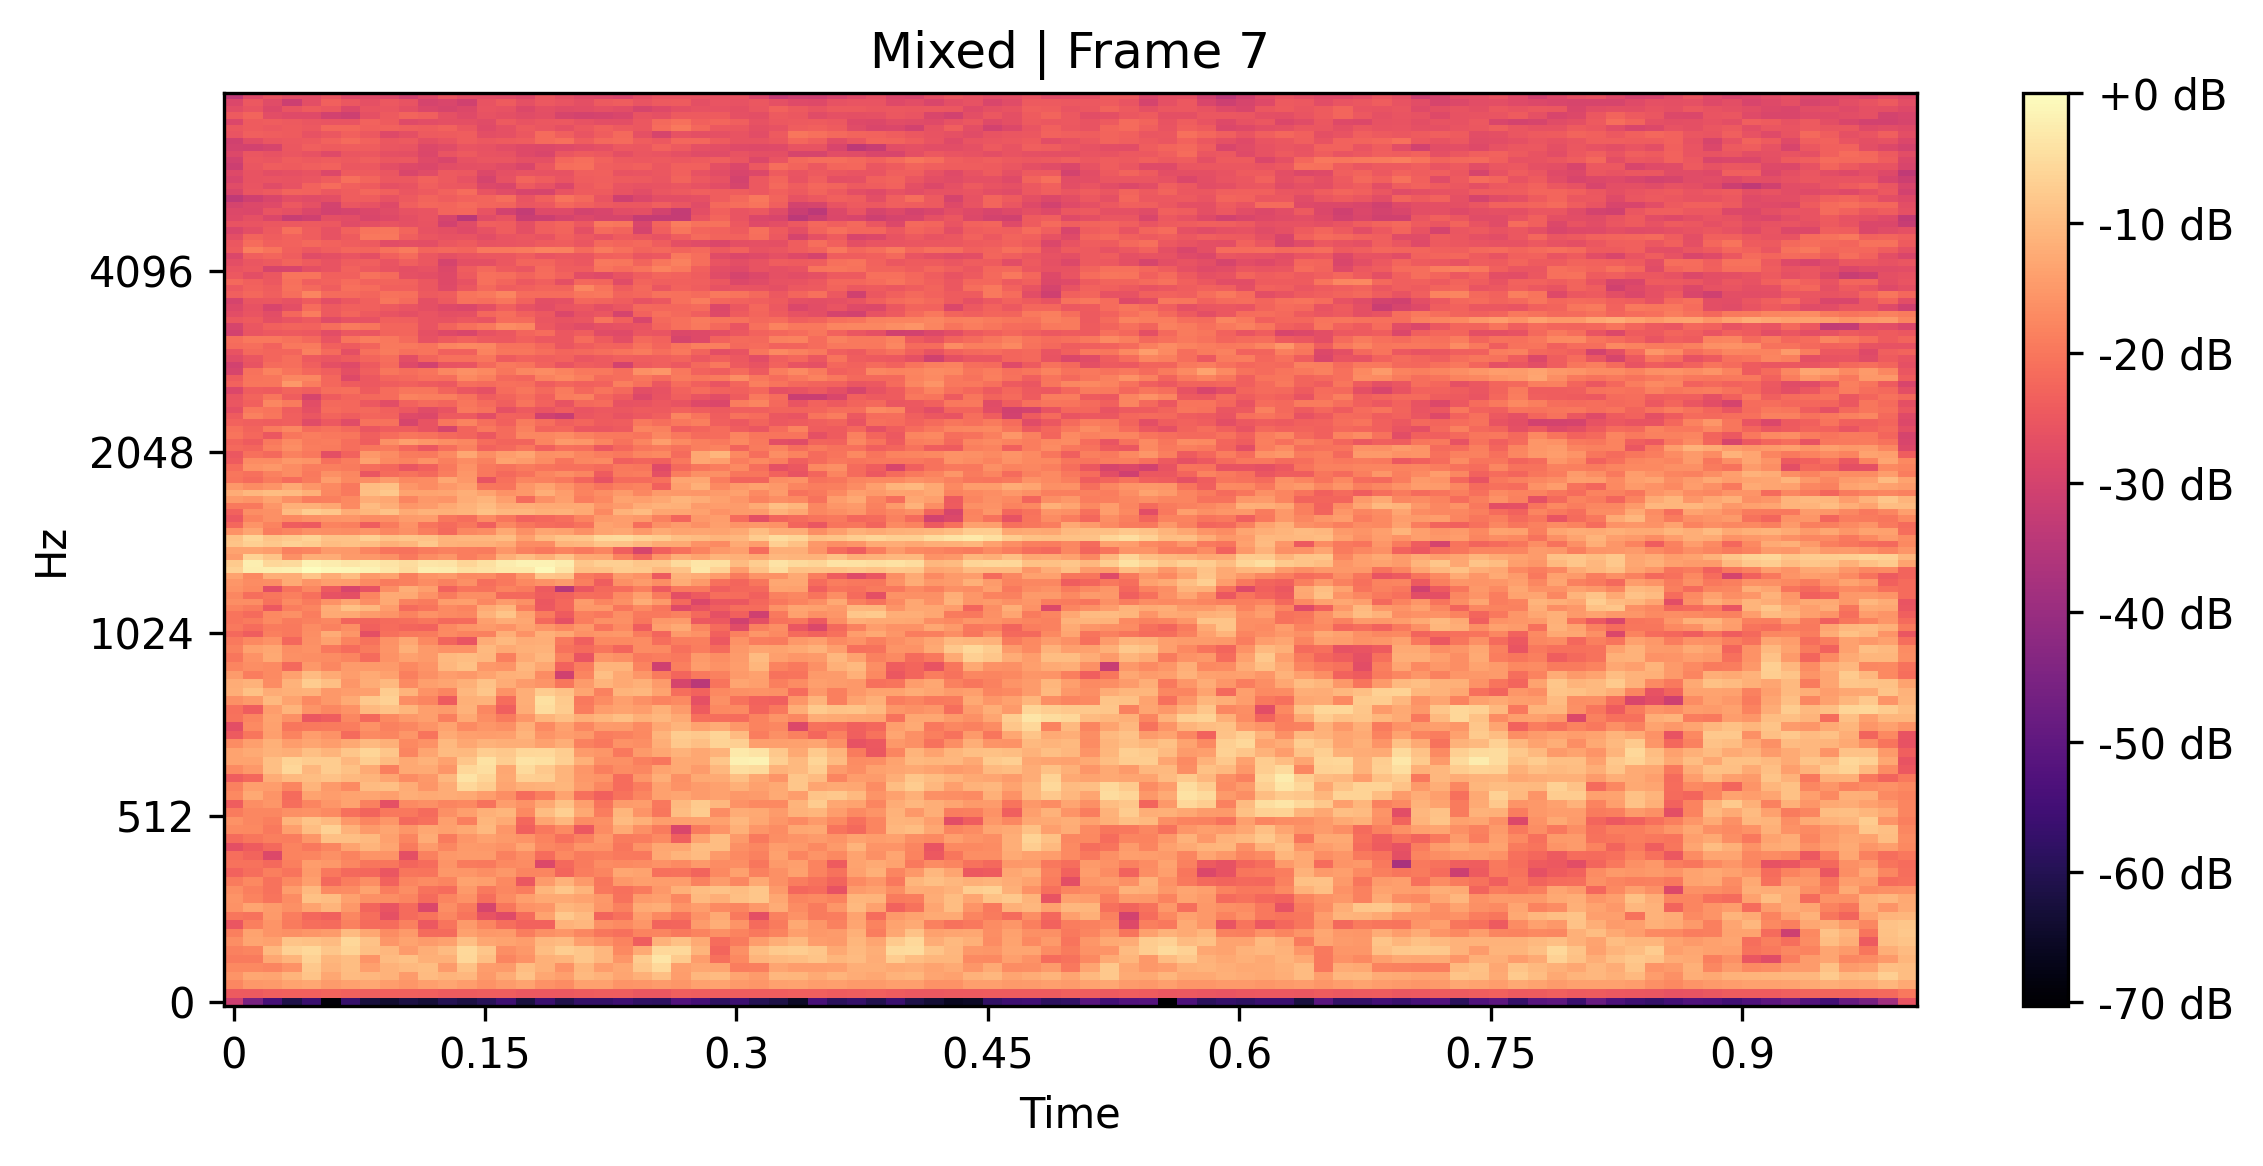 Mixed | Frame 7
+0 dB
-10 dB
-20 dB
-30 dB
-40 dB
-50 dB
-60 dB
-70 dB
Hz
4096
2048
1024
512
0
0 0.15 0.3 0.45 0.6 0.75 0.9
Time